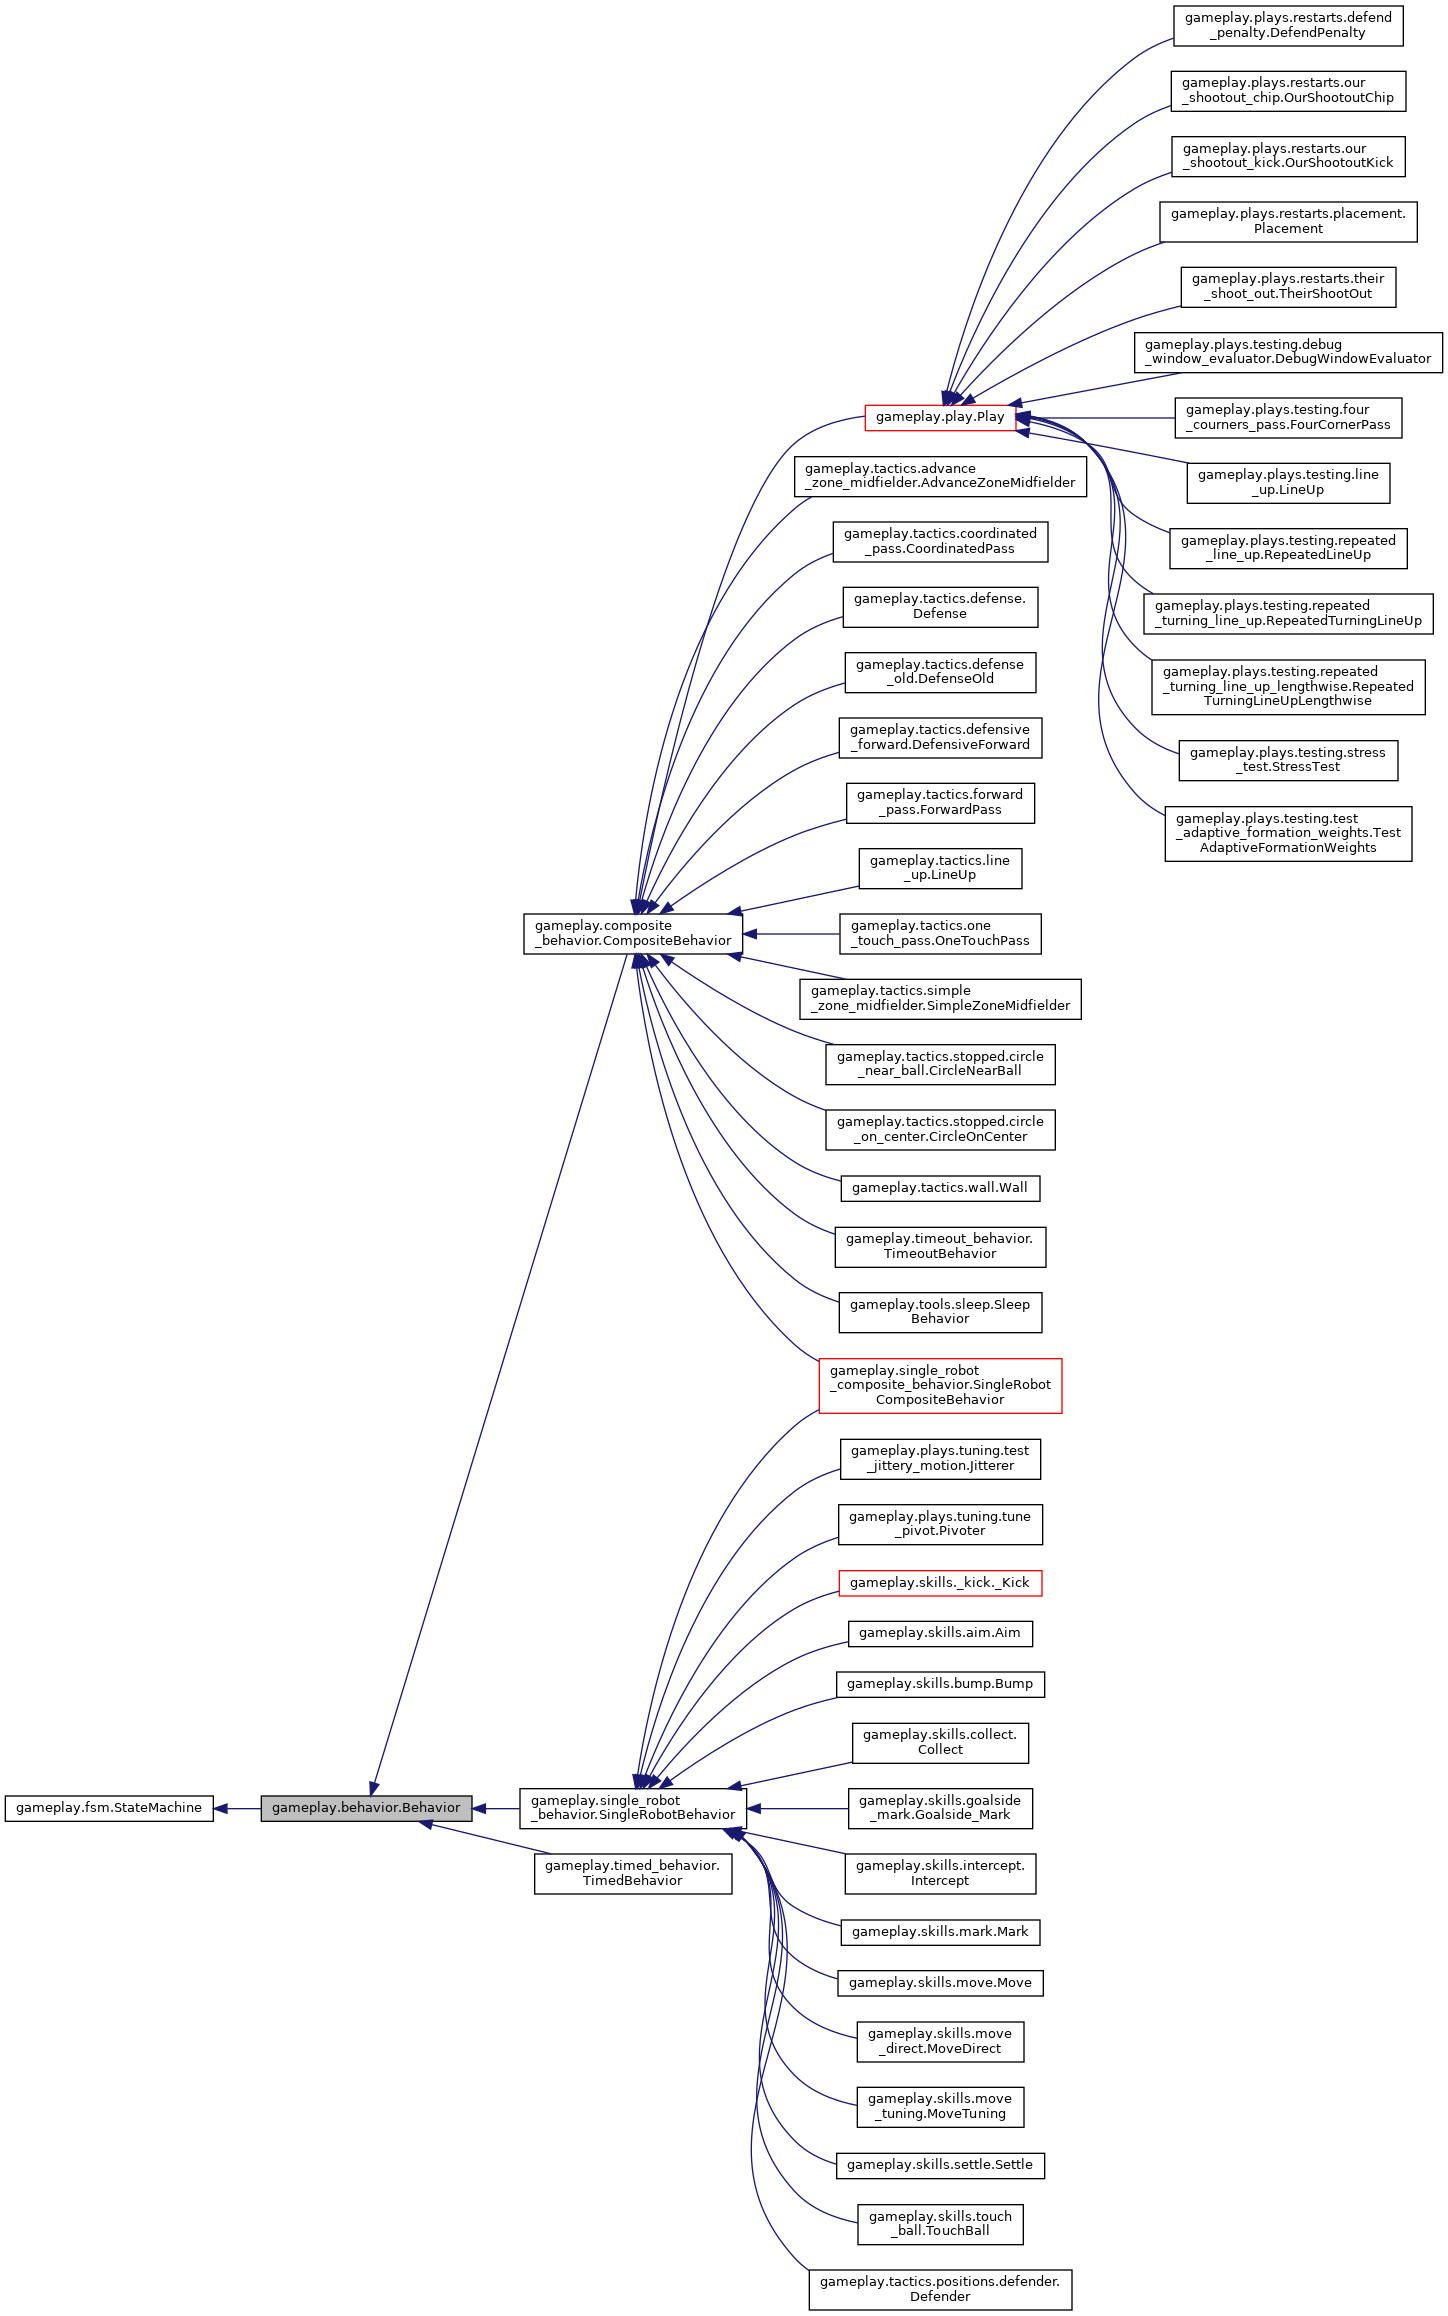 gameplay.plays.restarts.defend
_penalty.DefendPenalty
gameplay.plays.restarts.our
_shootout_chip.OurShootoutChip
gameplay.plays.restarts.our
_shootout_kick.OurShootoutKick
gameplay.plays.restarts.placement.
Placement
gameplay.plays.restarts.their
_shoot_out.TheirShootOut
gameplay.plays.testing.debug
_window_evaluator.DebugWindowEvaluator
gameplay.play.Play
gameplay.plays.testing.four
_courners_pass.FourCornerPass
gameplay.plays.testing.line
_up.LineUp
gameplay.plays.testing.repeated
_line_up.RepeatedLineUp
gameplay.plays.testing.repeated
_turning_line_up.RepeatedTurningLineUp
gameplay.plays.testing.repeated
_turning_line_up_lengthwise.Repeated
TurningLineUpLengthwise
gameplay.plays.testing.stress
_test.StressTest
gameplay.plays.testing.test
_adaptive_formation_weights.Test
AdaptiveFormationWeights
gameplay.tactics.advance
_zone_midfielder.AdvanceZoneMidfielder
gameplay.tactics.coordinated
_pass.CoordinatedPass
gameplay.tactics.defense.
Defense
gameplay.tactics.defense
_old.DefenseOld
gameplay.tactics.defensive
_forward.DefensiveForward
gameplay.tactics.forward
_pass.ForwardPass
gameplay.tactics.line
_up.LineUp
gameplay.composite
_behavior.CompositeBehavior
gameplay.tactics.one
_touch_pass.OneTouchPass
gameplay.tactics.simple
_zone_midfielder.SimpleZoneMidfielder
gameplay.tactics.stopped.circle
_near_ball.CircleNearBall
gameplay.tactics.stopped.circle
_on_center.CircleOnCenter
gameplay.tactics.wall.Wall
gameplay.timeout_behavior.
TimeoutBehavior
gameplay.tools.sleep.Sleep
Behavior
gameplay.single_robot
_composite_behavior.SingleRobot
CompositeBehavior
gameplay.plays.tuning.test
_jittery_motion.Jitterer
gameplay.plays.tuning.tune
_pivot.Pivoter
gameplay.skills._kick._Kick
gameplay.skills.aim.Aim
gameplay.skills.bump.Bump
gameplay.skills.collect.
Collect
gameplay.fsm.StateMachine
gameplay.behavior.Behavior
gameplay.single_robot
_behavior.SingleRobotBehavior
gameplay.skills.goalside
_mark.Goalside_Mark
gameplay.timed_behavior.
TimedBehavior
gameplay.skills.intercept.
Intercept
gameplay.skills.mark.Mark
gameplay.skills.move.Move
gameplay.skills.move
_direct.MoveDirect
gameplay.skills.move
_tuning.MoveTuning
gameplay.skills.settle.Settle
gameplay.skills.touch
_ball.TouchBall
gameplay.tactics.positions.defender.
Defender